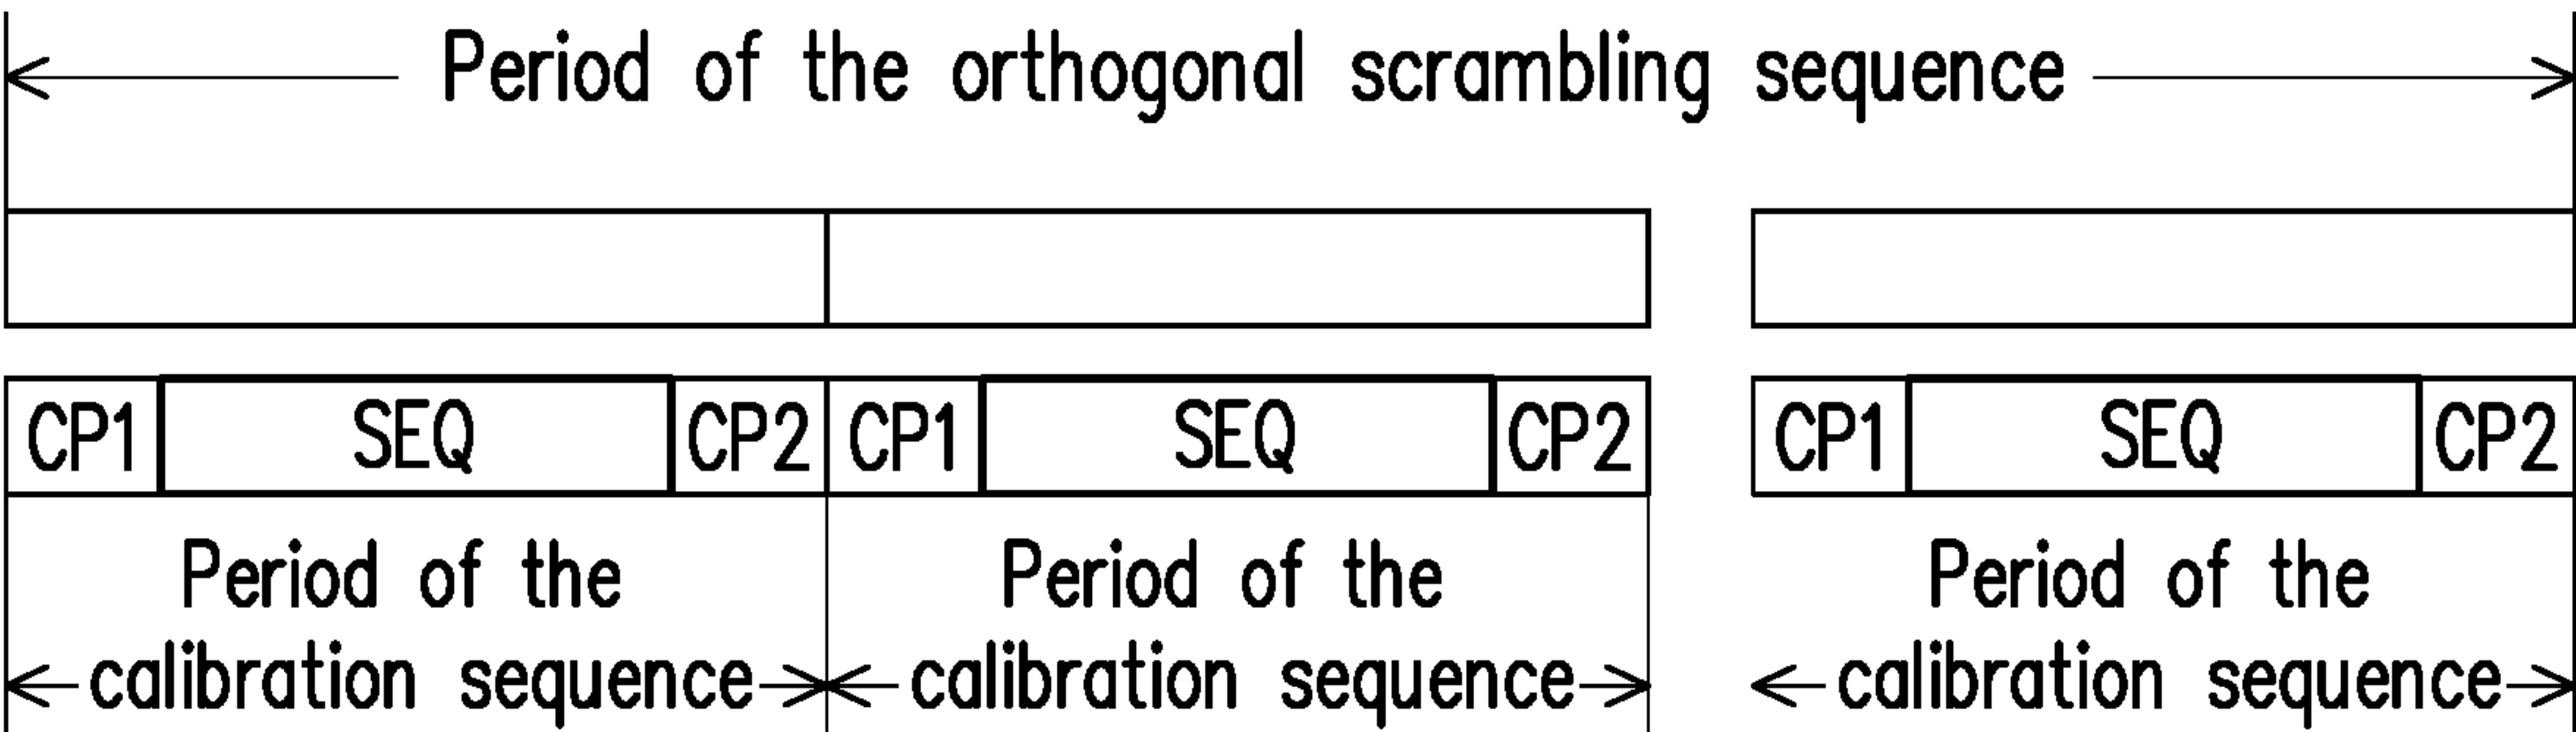 Period of the orthogonal scrambling sequence
CP1 SEQ CP2 CP1 SEQ CP2 CP1 SEQ CP2
Period of the Period of the Period of the
calibration sequence calibration sequence calibration sequence